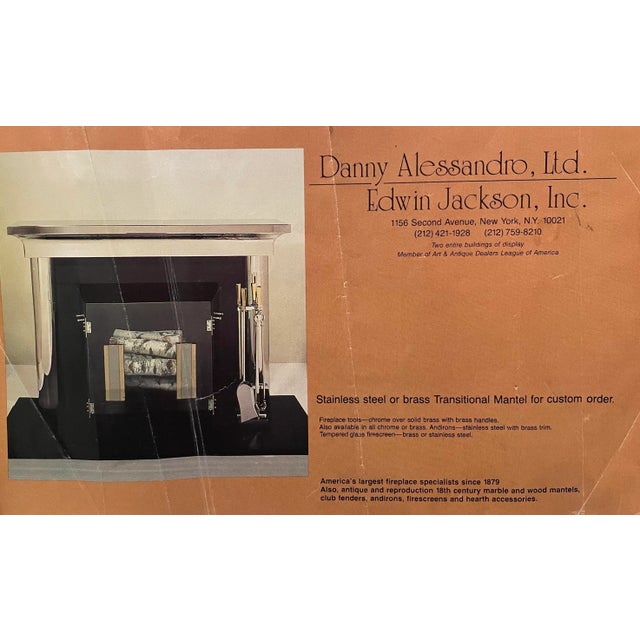 Danny Alessandro, Ltd.
Edwin Jackson, Inc.
1156 Second Avenue, New York, N.Y. 10021
(212) 421-1928 (212) 759-8210
Two entire buildings of display
Member of Art & Antique Dealers League of America
Stainless steel or brass Transitional Mantel for custom order.
Fireplace tools—chrome over solid brass with brass handles.
Also available in all chrome or brass. Andirons—stainless steel with brass trim.
Tempered glass firescreen—brass or stainless steel.
America's largest fireplace specialists since 1879
Also, antique and reproduction 18th century marble and wood mantels,
club fenders, andirons, firescreens and hearth accessories.